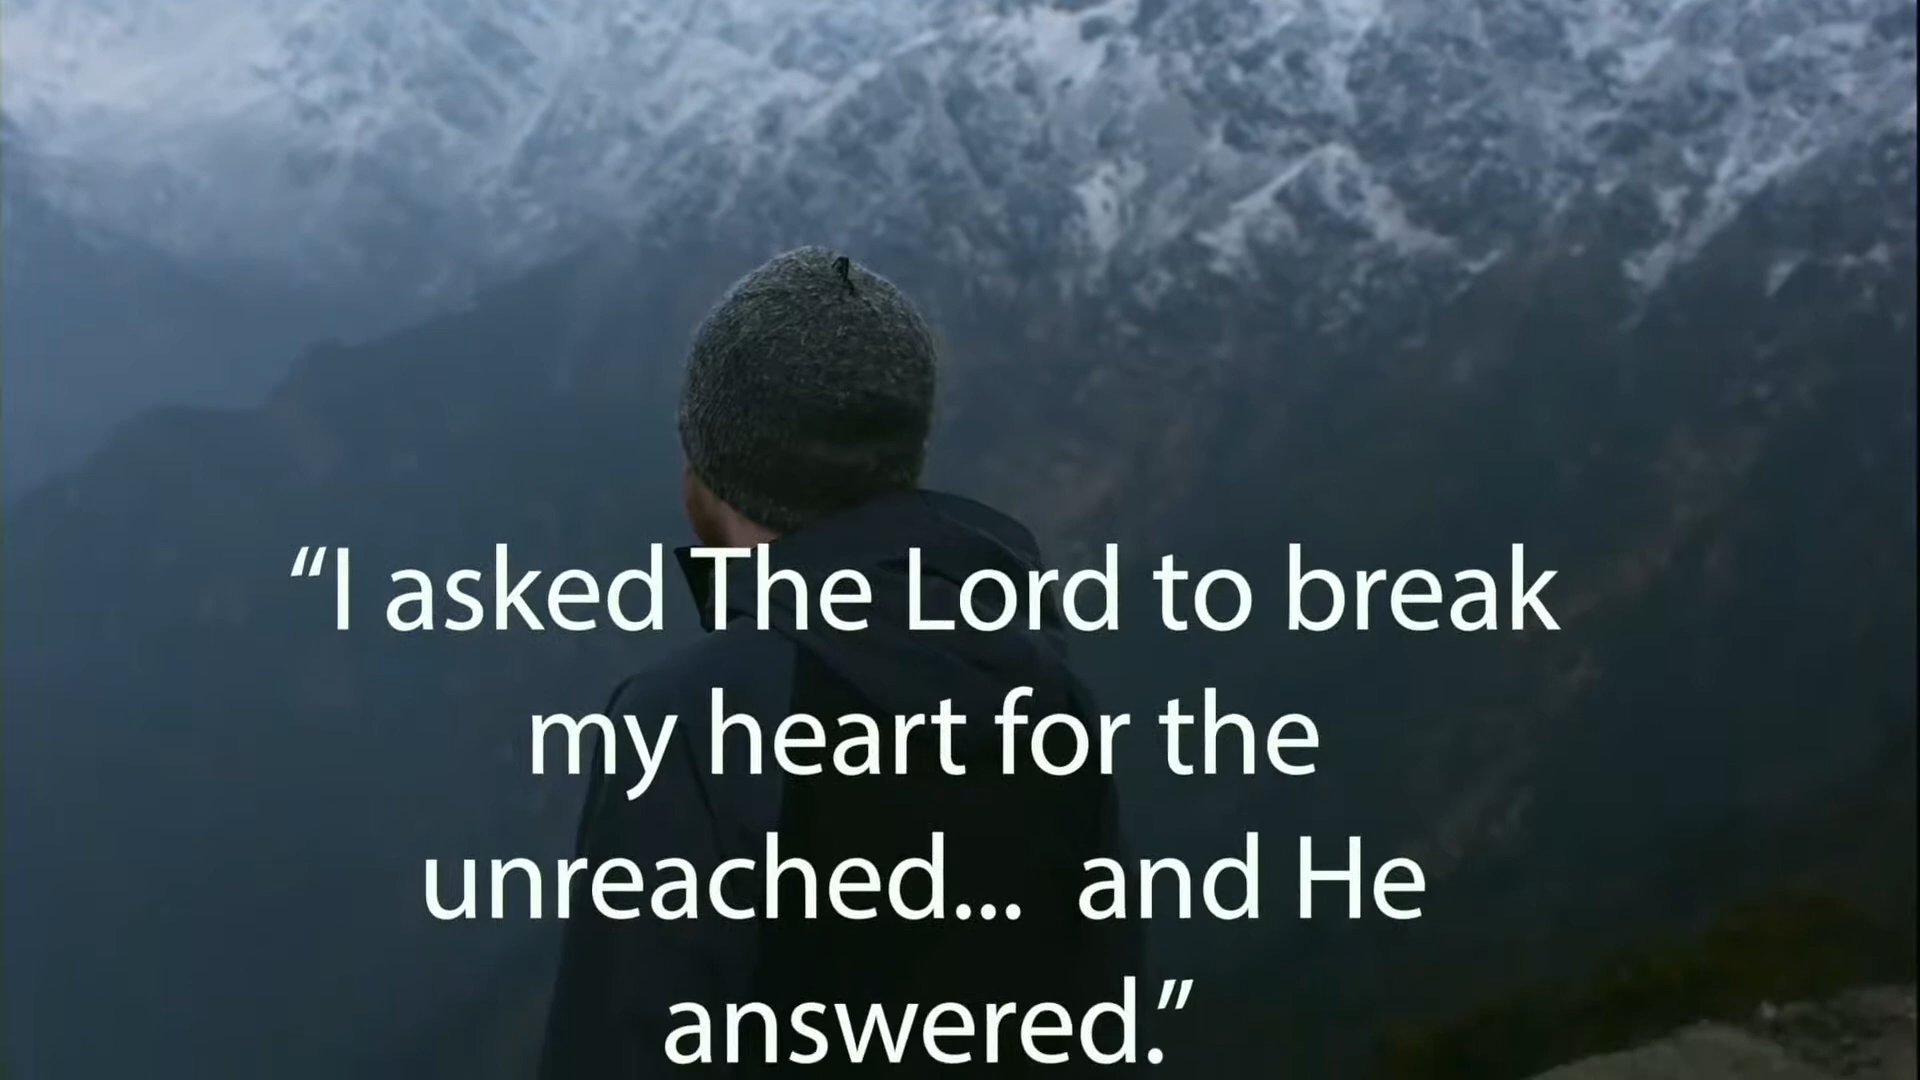 “I asked The Lord to break
my heart for the
unreached... and He
answered.”